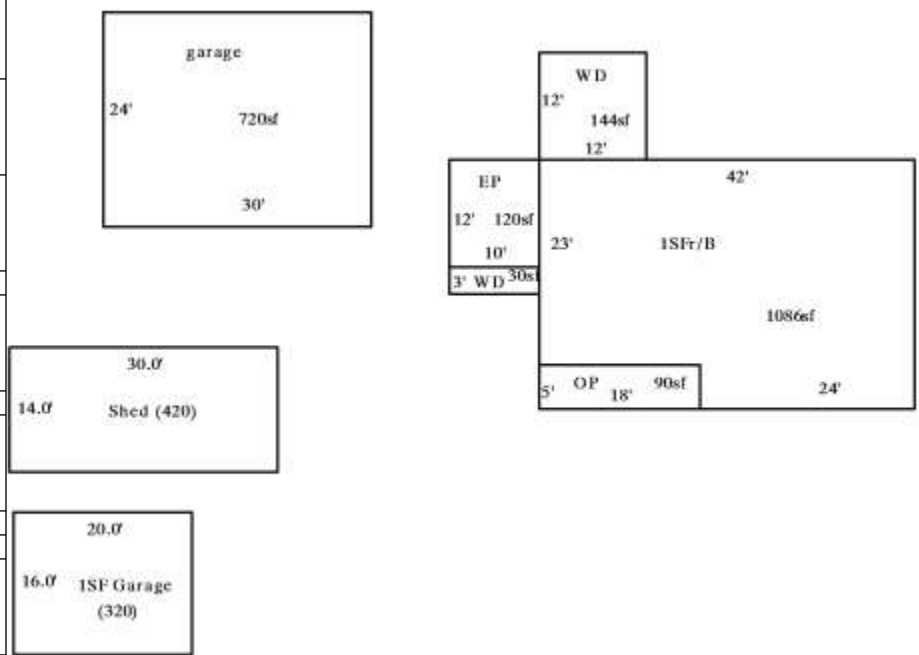 garage
24'
720sf
30'
WD
12'
144sf
12'
EP
12' 120sf
10'
3' WD 30sf
42'
23'
1SFr/B
1086sf
5' OP 18' 90sf
24'
30.0'
14.0' Shed (420)
20.0'
16.0' 1SF Garage
(320)